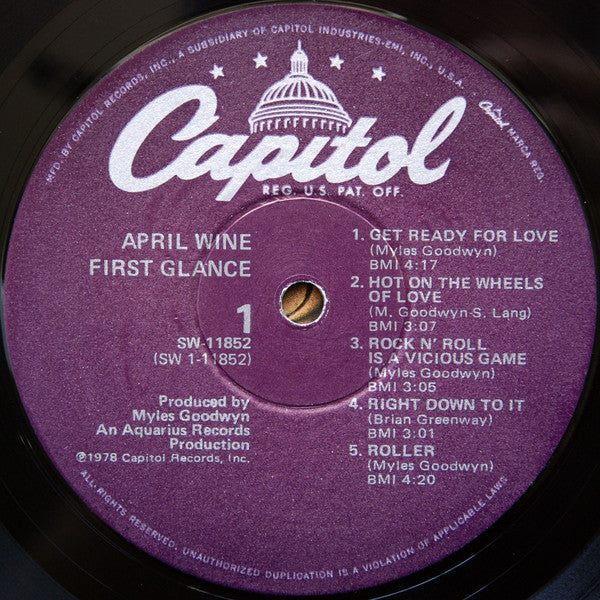 MFD. BY CAPITOL RECORDS, INC., A SUBSIDIARY OF CAPITOL INDUSTRIES-EMI, INC., U.S.A.
Capitol MARCA REG.
Capitol
REG. U.S. PAT. OFF.
APRIL WINE
FIRST GLANCE
1
SW-11852
(SW 1-11852)
Produced by
Myles Goodwyn
An Aquarius Records
Production
℗1978 Capitol Records, Inc.
1. GET READY FOR LOVE
(Myles Goodwyn)
BMI 4:17
2. HOT ON THE WHEELS
OF LOVE
(M. Goodwyn-S. Lang)
BMI 3:07
3. ROCK N' ROLL
IS A VICIOUS GAME
(Myles Goodwyn)
BMI 3:05
4. RIGHT DOWN TO IT
(Brian Greenway)
BMI 3:01
5. ROLLER
(Myles Goodwyn)
BMI 4:20
ALL RIGHTS RESERVED. UNAUTHORIZED DUPLICATION IS A VIOLATION OF APPLICABLE LAWS